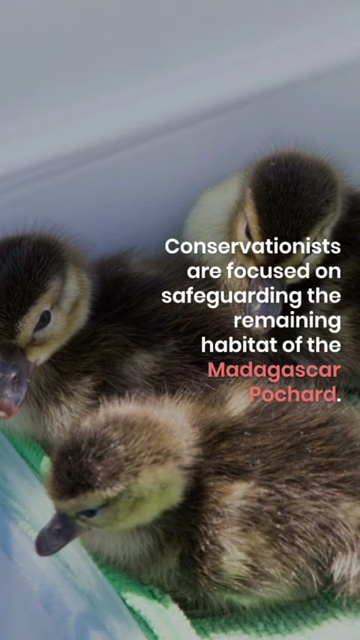 Conservationists
are focused on
safeguarding the
remaining
habitat of the
Madagascar
Pochard.